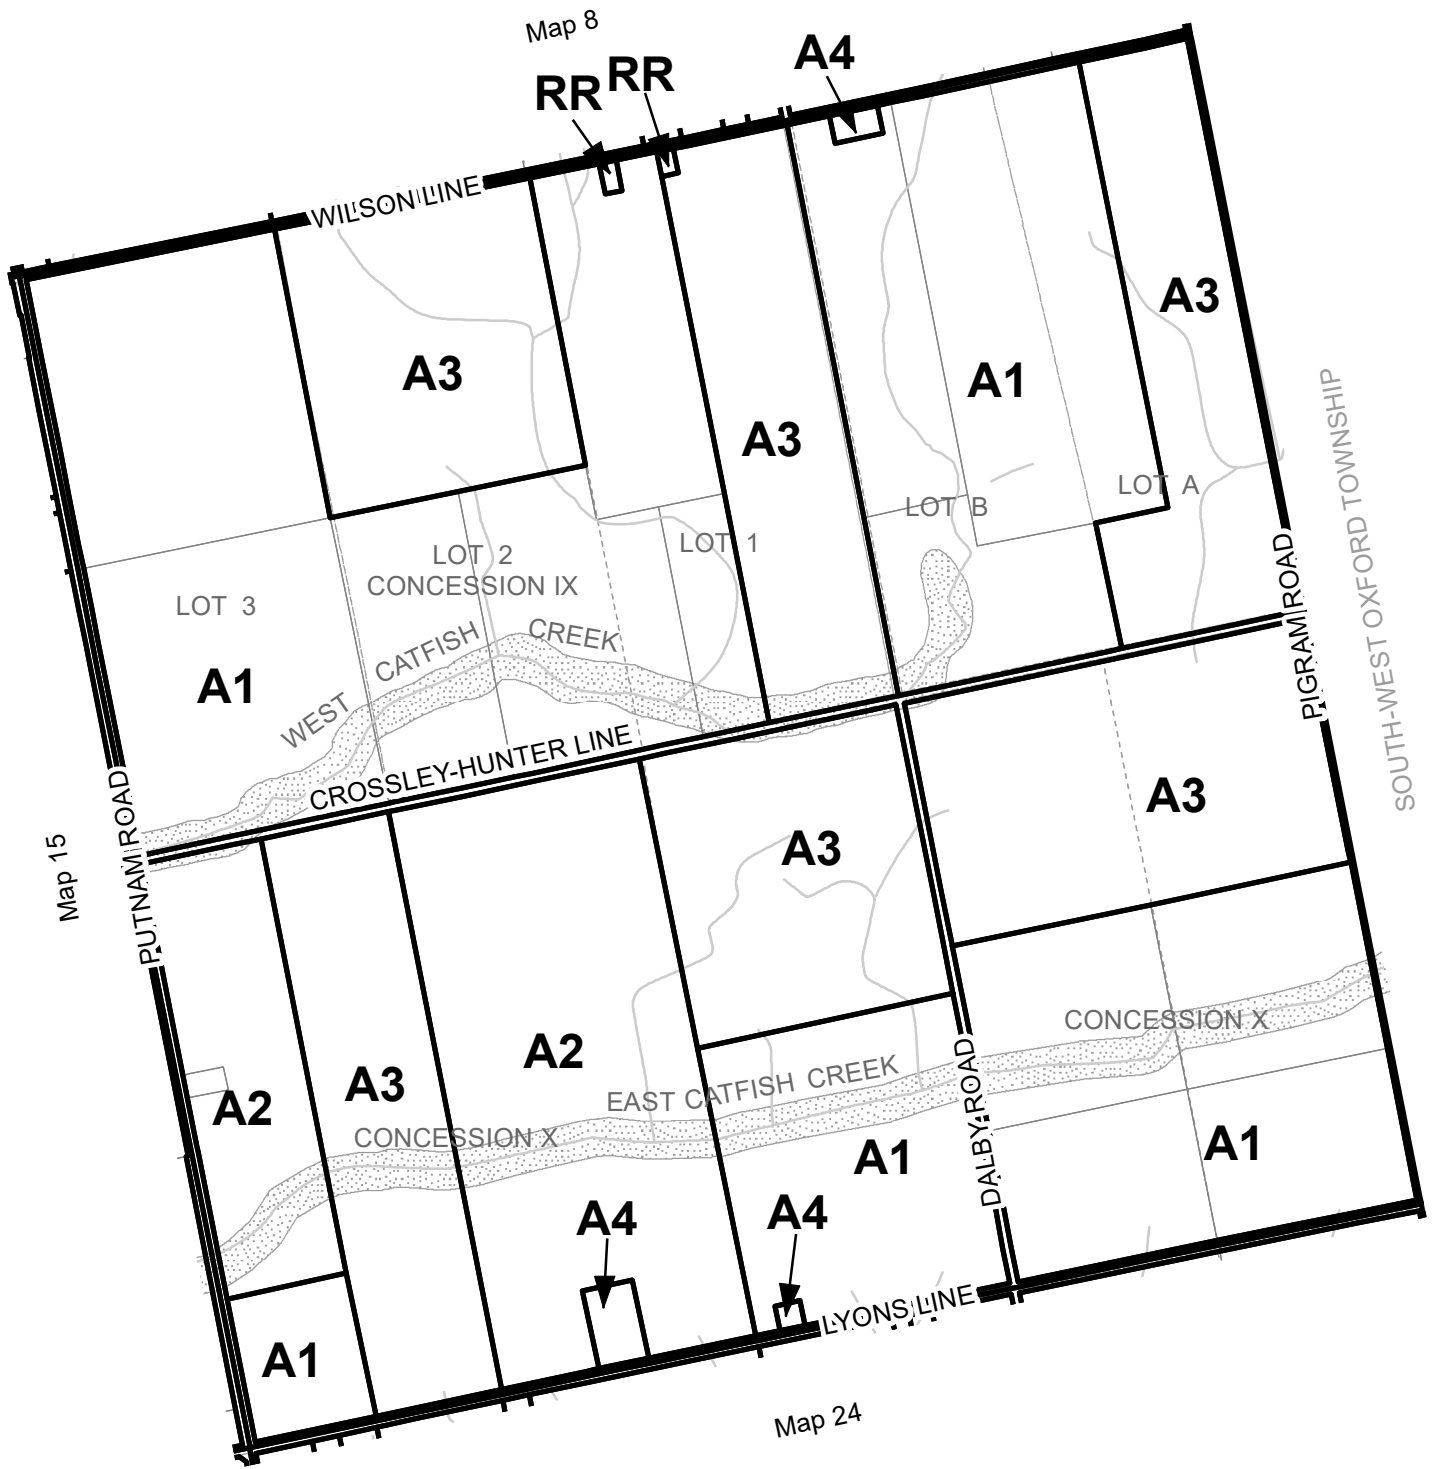 Map 8
A4
RR RR
WILSON LINE
A3
A3
A1
A3
LOT A
LOT B
LOT 1
LOT 2
CONCESSION IX
LOT 3
A1
WEST CATFISH CREEK
CROSSLEY-HUNTER LINE
PIGRAM ROAD
SOUTH-WEST OXFORD TOWNSHIP
PUTNAM ROAD
Map 15
A3
A3
A2
A3
A2
CONCESSION X
EAST CATFISH CREEK
CONCESSION X
DALBY ROAD
A1
A1
A4
A4
A1
LYONS LINE
Map 24